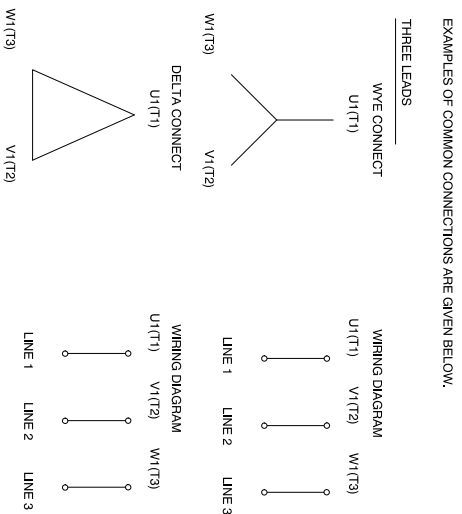 EXAMPLES OF COMMON CONNECTIONS ARE GIVEN BELOW.
THREE LEADS
WYE CONNECT
U1(T1)
W1(T3)
V1(T2)
WIRING DIAGRAM
U1(T1) V1(T2) W1(T3)
LINE 1 LINE 2 LINE 3
DELTA CONNECT
U1(T1)
W1(T3)
V1(T2)
WIRING DIAGRAM
U1(T1) V1(T2) W1(T3)
LINE 1 LINE 2 LINE 3